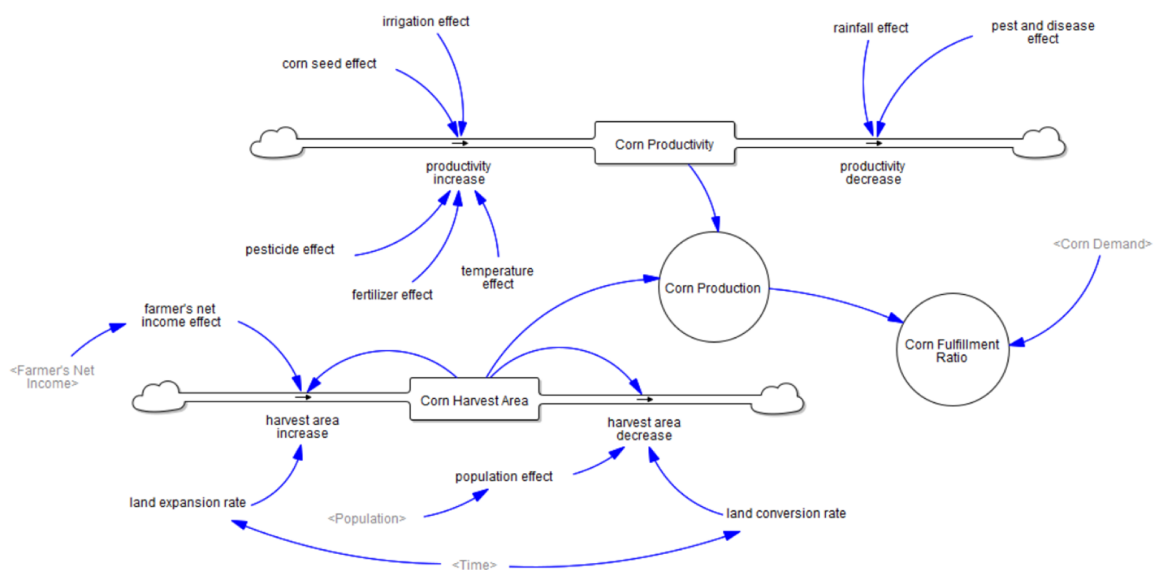 irrigation effect
rainfall effect
pest and disease
effect
corn seed effect
Corn Productivity
productivity
increase
productivity
decrease
pesticide effect
temperature
effect
fertilizer effect
<Corn Demand>
Corn Production
farmer's net
income effect
Corn Fulfillment
Ratio
<Farmer's Net
Income>
Corn Harvest Area
harvest area
increase
harvest area
decrease
population effect
land expansion rate
<Population>
land conversion rate
<Time>